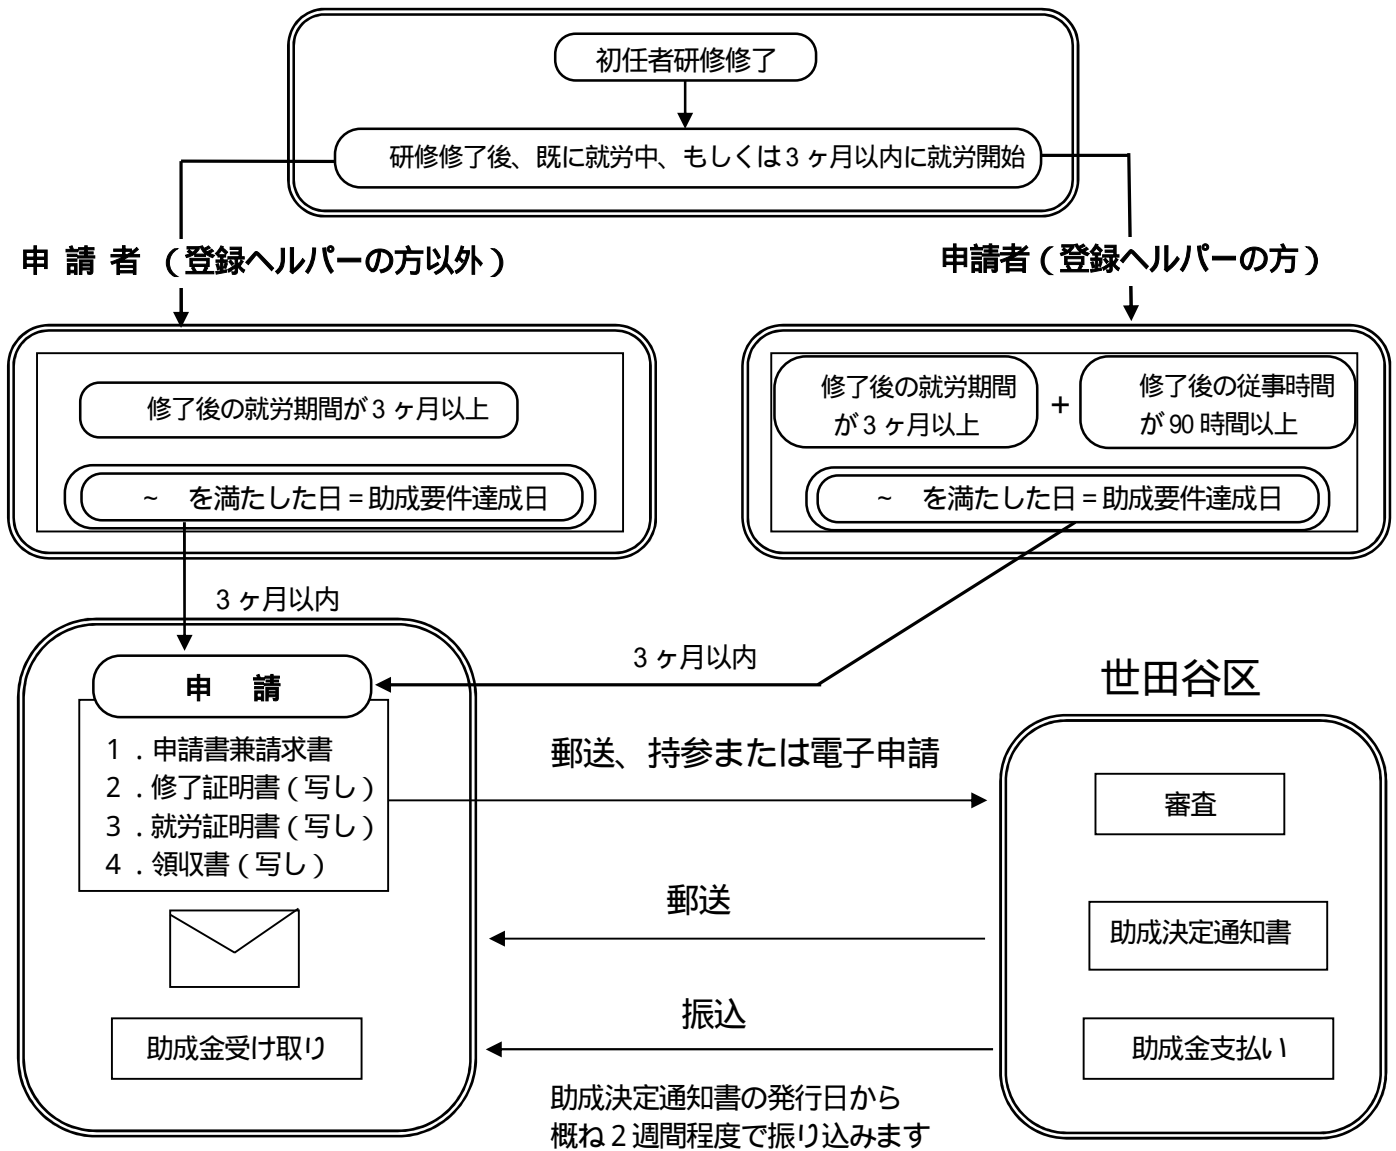 初任者研修修了
研修修了後、既に就労中、もしくは3ヶ月以内に就労開始
申 請 者 （登録ヘルパーの方以外）
申請者（登録ヘルパーの方）
修了後の就労期間が3ヶ月以上
～ を満たした日＝助成要件達成日
修了後の就労期間
が3ヶ月以上
+
修了後の従事時間
が90時間以上
～ を満たした日＝助成要件達成日
3ヶ月以内
3ヶ月以内
申 請
1．申請書兼請求書
2．修了証明書（写し）
3．就労証明書（写し）
4．領収書（写し）
郵送、持参または電子申請
世田谷区
審査
郵送
助成決定通知書
振込
助成金受け取り
助成金支払い
助成決定通知書の発行日から
概ね2週間程度で振り込みます